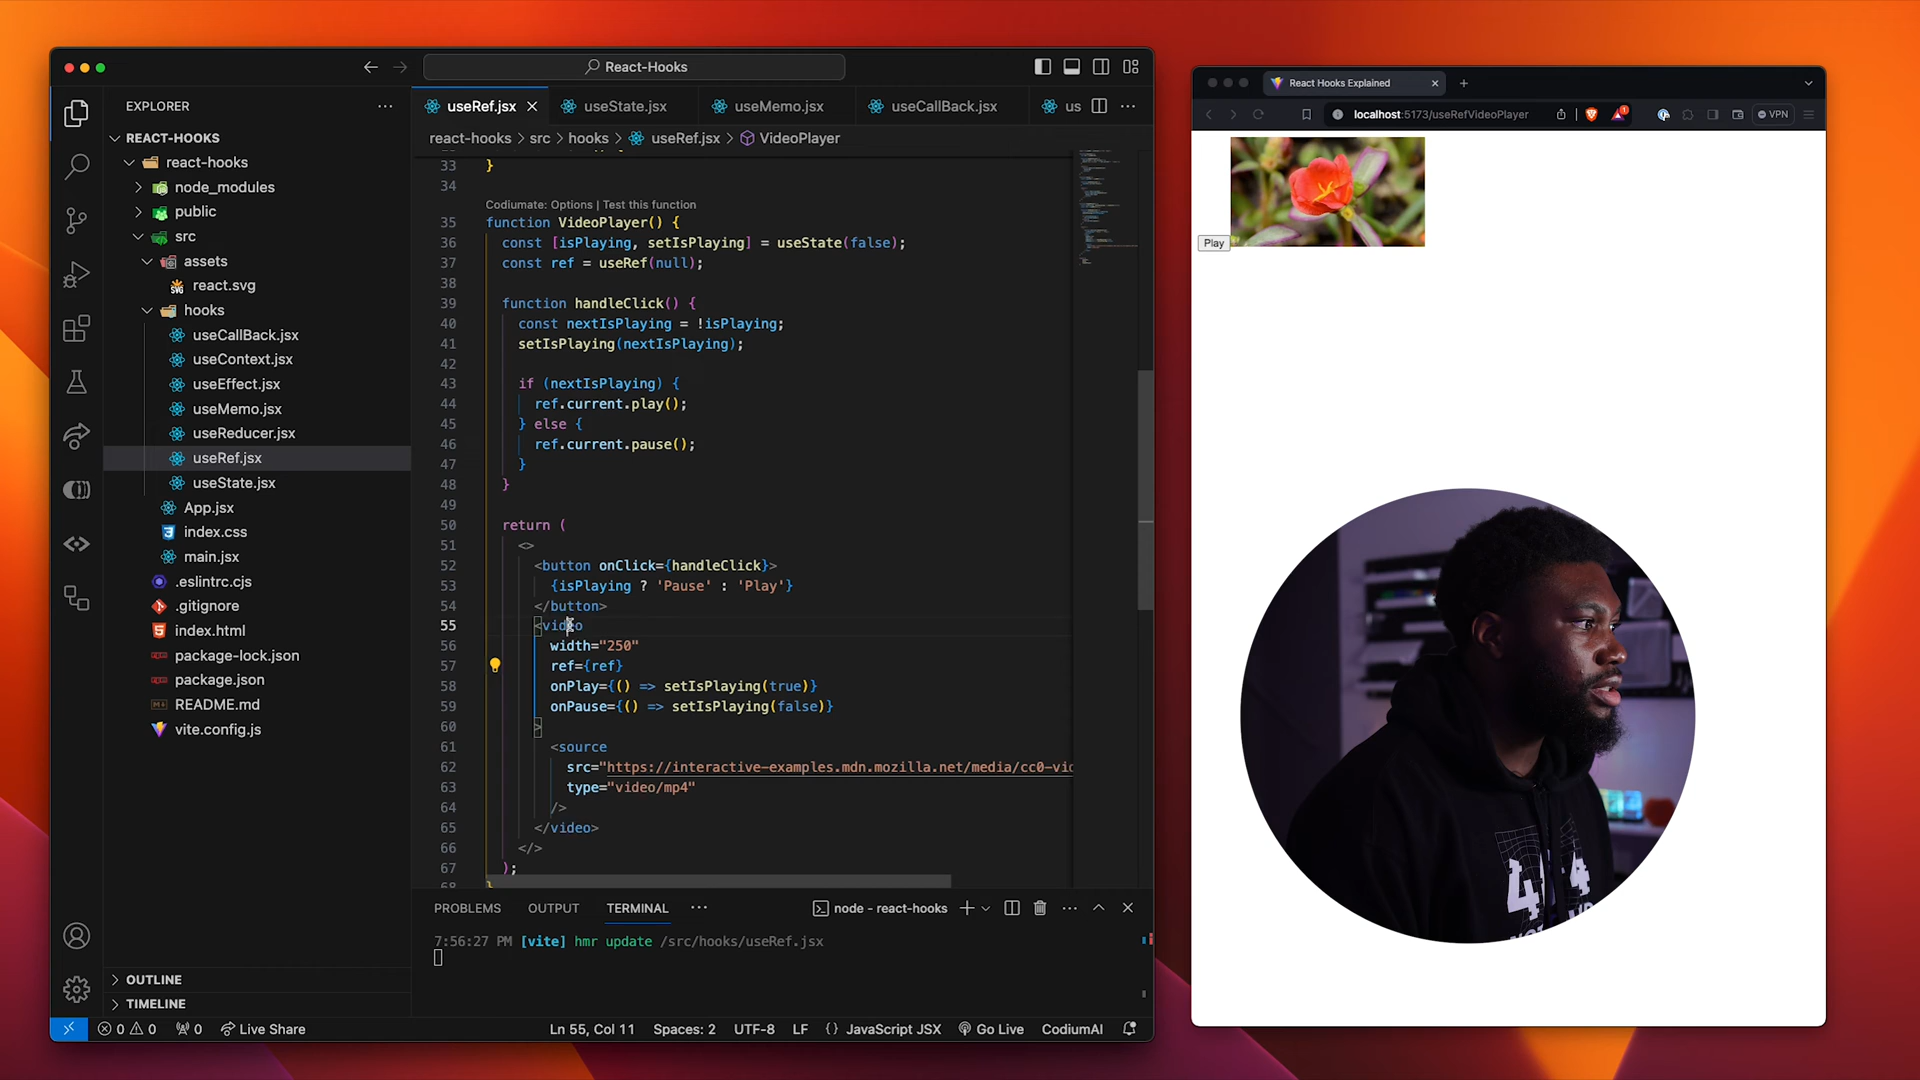 React-Hooks
EXPLORER
REACT-HOOKS
react-hooks
node_modules
public
src
assets
react.svg
hooks
useCallBack.jsx
useContext.jsx
useEffect.jsx
useMemo.jsx
useReducer.jsx
useRef.jsx
useState.jsx
App.jsx
index.css
main.jsx
.eslintrc.cjs
.gitignore
index.html
package-lock.json
package.json
README.md
vite.config.js
OUTLINE
TIMELINE
useRef.jsx useState.jsx useMemo.jsx useCallBack.jsx us
react-hooks > src > hooks > useRef.jsx > VideoPlayer
33 }
34
Codiumate: Options | Test this function
35 function VideoPlayer() {
36 const [isPlaying, setIsPlaying] = useState(false);
37 const ref = useRef(null);
38
39 function handleClick() {
40 const nextIsPlaying = !isPlaying;
41 setIsPlaying(nextIsPlaying);
42
43 if (nextIsPlaying) {
44 ref.current.play();
45 } else {
46 ref.current.pause();
47 }
48 }
49
50 return (
51 <>
52 <button onClick={handleClick}>
53 {isPlaying ? 'Pause' : 'Play'}
54 </button>
55 <video
56 width="250"
57 ref={ref}
58 onPlay={() => setIsPlaying(true)}
59 onPause={() => setIsPlaying(false)}
60 >
61 <source
62 src="https://interactive-examples.mdn.mozilla.net/media/cc0-vid
63 type="video/mp4"
64 />
65 </video>
66 </>
67 );
68 }
PROBLEMS OUTPUT TERMINAL ... node - react-hooks
7:56:27 PM [vite] hmr update /src/hooks/useRef.jsx
0 0 0 Live Share Ln 55, Col 11 Spaces: 2 UTF-8 LF {} JavaScript JSX Go Live CodiumAI
React Hooks Explained
localhost:5173/useRefVideoPlayer
1
VPN
Play